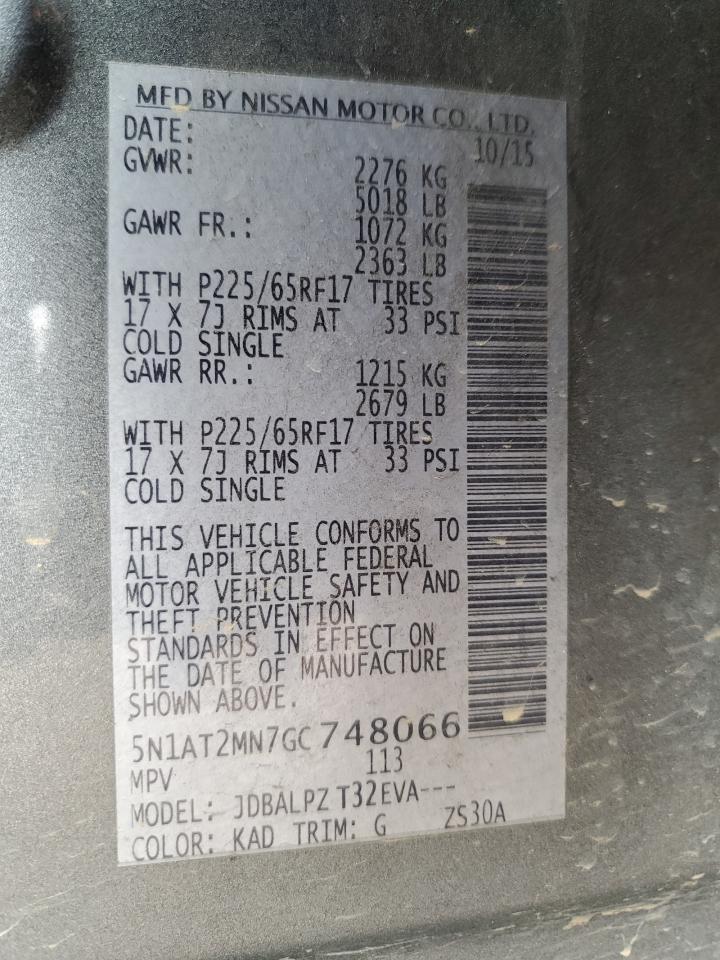 MFD BY NISSAN MOTOR CO., LTD.
DATE: 10/15
GVWR: 2276 KG
5018 LB
GAWR FR.: 1072 KG
2363 LB
WITH P225/65RF17 TIRES
17 X 7J RIMS AT 33 PSI
COLD SINGLE
GAWR RR.: 1215 KG
2679 LB
WITH P225/65RF17 TIRES
17 X 7J RIMS AT 33 PSI
COLD SINGLE
THIS VEHICLE CONFORMS TO
ALL APPLICABLE FEDERAL
MOTOR VEHICLE SAFETY AND
THEFT PREVENTION
STANDARDS IN EFFECT ON
THE DATE OF MANUFACTURE
SHOWN ABOVE.
5N1AT2MN7GC748066
MPV 113
MODEL: JDBALPZ T32EVA---
COLOR: KAD TRIM: G ZS30A